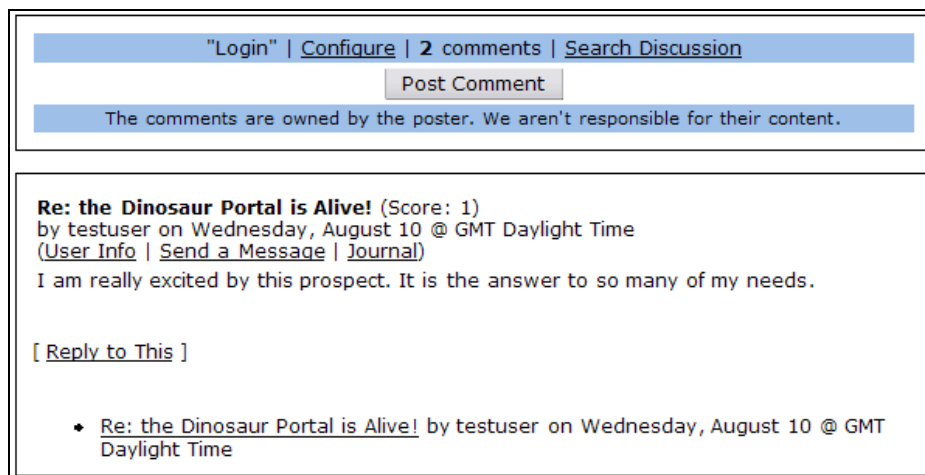 "Login" | Configure | 2 comments | Search Discussion
Post Comment
The comments are owned by the poster. We aren't responsible for their content.
Re: the Dinosaur Portal is Alive! (Score: 1)
by testuser on Wednesday, August 10 @ GMT Daylight Time
(User Info | Send a Message | Journal)
I am really excited by this prospect. It is the answer to so many of my needs.
[ Reply to This ]
Re: the Dinosaur Portal is Alive! by testuser on Wednesday, August 10 @ GMT
Daylight Time